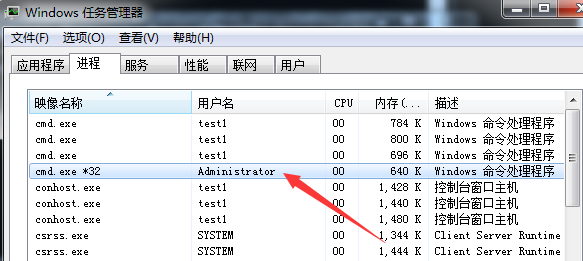 Windows 任务管理器
文件(F) 选项(O) 查看(V) 帮助(H)
应用程序 进程 服务 性能 联网 用户
映像名称 用户名 CPU 内存(... 描述
cmd.exe test1 00 784 K Windows 命令处理程序
cmd.exe test1 00 800 K Windows 命令处理程序
cmd.exe test1 00 696 K Windows 命令处理程序
cmd.exe *32 Administrator 00 640 K Windows 命令处理程序
conhost.exe test1 00 1,428 K 控制台窗口主机
conhost.exe test1 00 1,440 K 控制台窗口主机
conhost.exe test1 00 1,480 K 控制台窗口主机
csrss.exe SYSTEM 00 1,344 K Client Server Runtime
csrss.exe SYSTEM 00 1,444 K Client Server Runtime